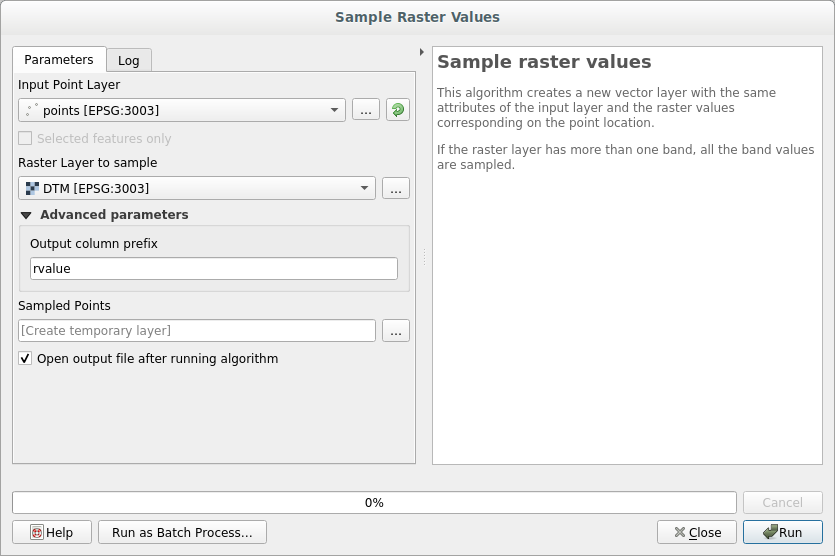 Sample Raster Values
Parameters
Log
Input Point Layer
points [EPSG:3003]
...
Selected features only
Raster Layer to sample
DTM [EPSG:3003]
...
Advanced parameters
Output column prefix
rvalue
Sampled Points
[Create temporary layer]
...
Open output file after running algorithm
Sample raster values
This algorithm creates a new vector layer with the same
attributes of the input layer and the raster values
corresponding on the point location.
If the raster layer has more than one band, all the band values
are sampled.
0%
Cancel
Help
Run as Batch Process...
Close
Run